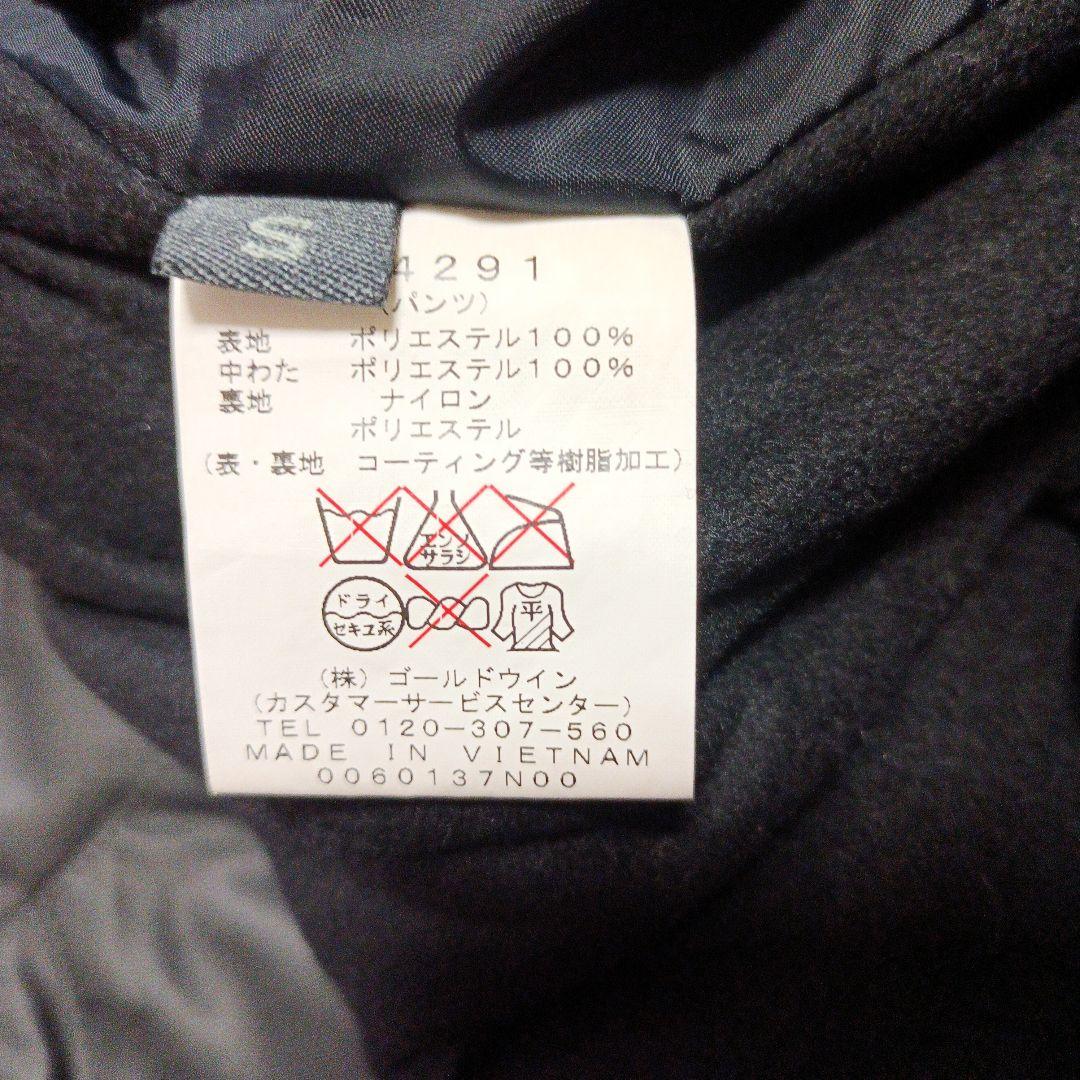 S
4291
(パンツ)
表地 ポリエステル100%
中わた ポリエステル100%
裏地 ナイロン
ポリエステル
(表・裏地 コーティング等樹脂加工)
エンソ
サラシ
ドライ
セキユ系
平
(株)ゴールドウイン
(カスタマーサービスセンター)
TEL 0120-307-560
MADE IN VIETNAM
0060137N00